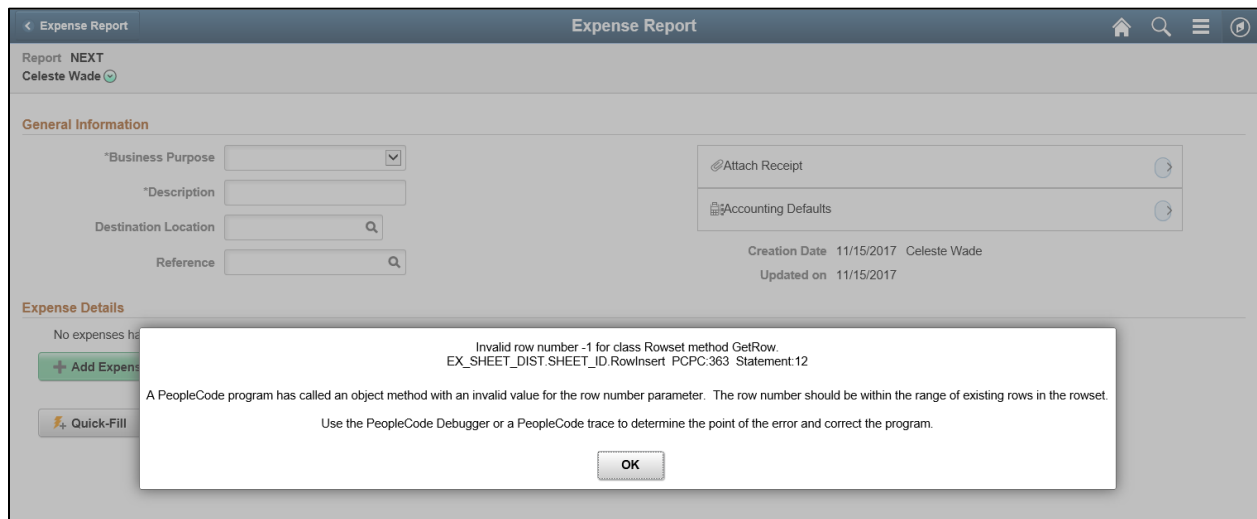 Expense Report
Expense Report
Report NEXT
Celeste Wade
General Information
*Business Purpose
Attach Receipt
*Description
Accounting Defaults
Destination Location
Creation Date 11/15/2017 Celeste Wade
Reference
Updated on 11/15/2017
Expense Details
No expenses ha
Invalid row number -1 for class Rowset method GetRow.
EX_SHEET_DIST.SHEET_ID.RowInsert PCPC:363 Statement:12
+ Add Expens
A PeopleCode program has called an object method with an invalid value for the row number parameter. The row number should be within the range of existing rows in the rowset.
Quick-Fill
Use the PeopleCode Debugger or a PeopleCode trace to determine the point of the error and correct the program.
OK